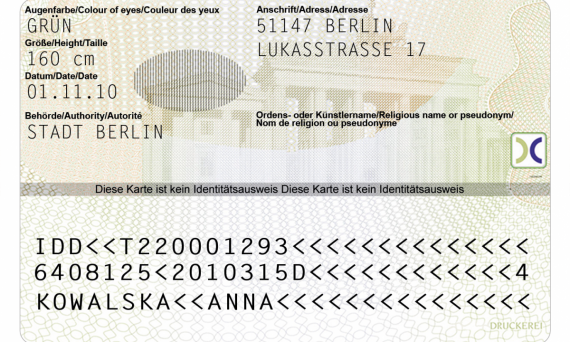 Augenfarbe/Colour of eyes/Couleur des yeux
GRÜN
Größe/Height/Taille
160 cm
Datum/Date/Date
01.11.10
Behörde/Authority/Autorité
STADT BERLIN
Anschrift/Adress/Adresse
51147 BERLIN
LUKASSTRASSE 17
Ordens- oder Künstlername/Religious name or pseudonym/
Nom de religion ou pseudonyme
Diese Karte ist kein Identitätsausweis Diese Karte ist kein Identitätsausweis
IDD<<T220001293<<<<<<<<<<<<<<<
6408125<2010315D<<<<<<<<<<<<<4
KOWALSKA<<ANNA<<<<<<<<<<<<<<<<
DRUCKEREI